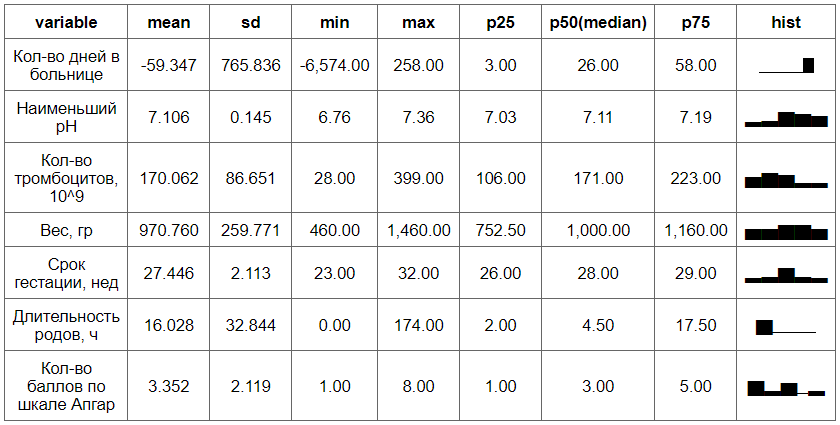 variable mean sd min max p25 p50(median) p75 hist
Кол-во дней в
больнице -59.347 765.836 -6,574.00 258.00 3.00 26.00 58.00
Наименьший
pH 7.106 0.145 6.76 7.36 7.03 7.11 7.19
Кол-во
тромбоцитов,
10^9 170.062 86.651 28.00 399.00 106.00 171.00 223.00
Вес, гр 970.760 259.771 460.00 1,460.00 752.50 1,000.00 1,160.00
Срок
гестации, нед 27.446 2.113 23.00 32.00 26.00 28.00 29.00
Длительность
родов, ч 16.028 32.844 0.00 174.00 2.00 4.50 17.50
Кол-во
баллов по
шкале Апгар 3.352 2.119 1.00 8.00 1.00 3.00 5.00